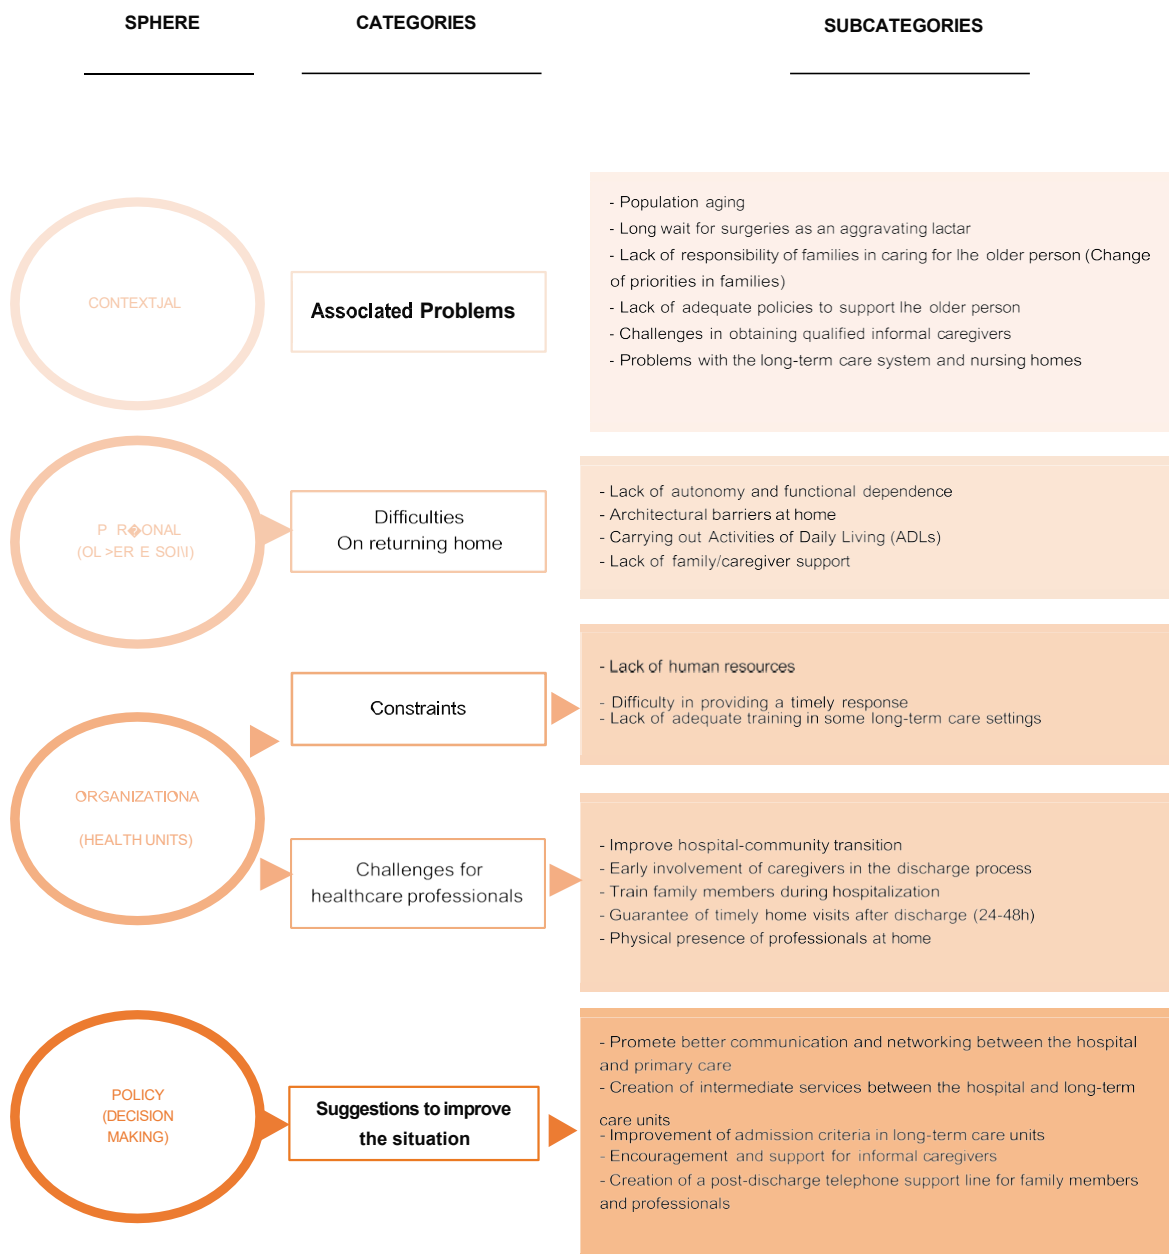 SPHERE
CATEGORIES
SUBCATEGORIES
CONTEXTJAL
Associated Problems
- Population aging
- Long wait for surgeries as an aggravating lactar
- Lack of responsibility of families in caring for lhe older person (Change
of priorities in families)
- Lack of adequate policies to support lhe older person
- Challenges in obtaining qualified informal caregivers
- Problems with the long-term care system and nursing homes
P R�ONAL
(OL >ER E SOI\I)
Difficulties
On returning home
- Lack of autonomy and functional dependence
- Architectural barriers at home
- Carrying out Activities of Daily Living (ADLs)
- Lack of family/caregiver support
ORGANIZATIONA
(HEALTH UNITS)
Constraints
- Lack of human resources
- Difficulty in providing a timely response
- Lack of adequate training in some long-term care settings
Challenges for
healthcare professionals
- Improve hospital-community transition
- Early involvement of caregivers in the discharge process
- Train family members during hospitalization
- Guarantee of timely home visits after discharge (24-48h)
- Physical presence of professionals at home
POLICY
(DECISION
MAKING)
Suggestions to improve
the situation
- Promete better communication and networking between the hospital
and primary care
- Creation of intermediate services between the hospital and long-term
care units
- Improvement of admission criteria in long-term care units
- Encouragement and support for informal caregivers
- Creation of a post-discharge telephone support line for family members
and professionals